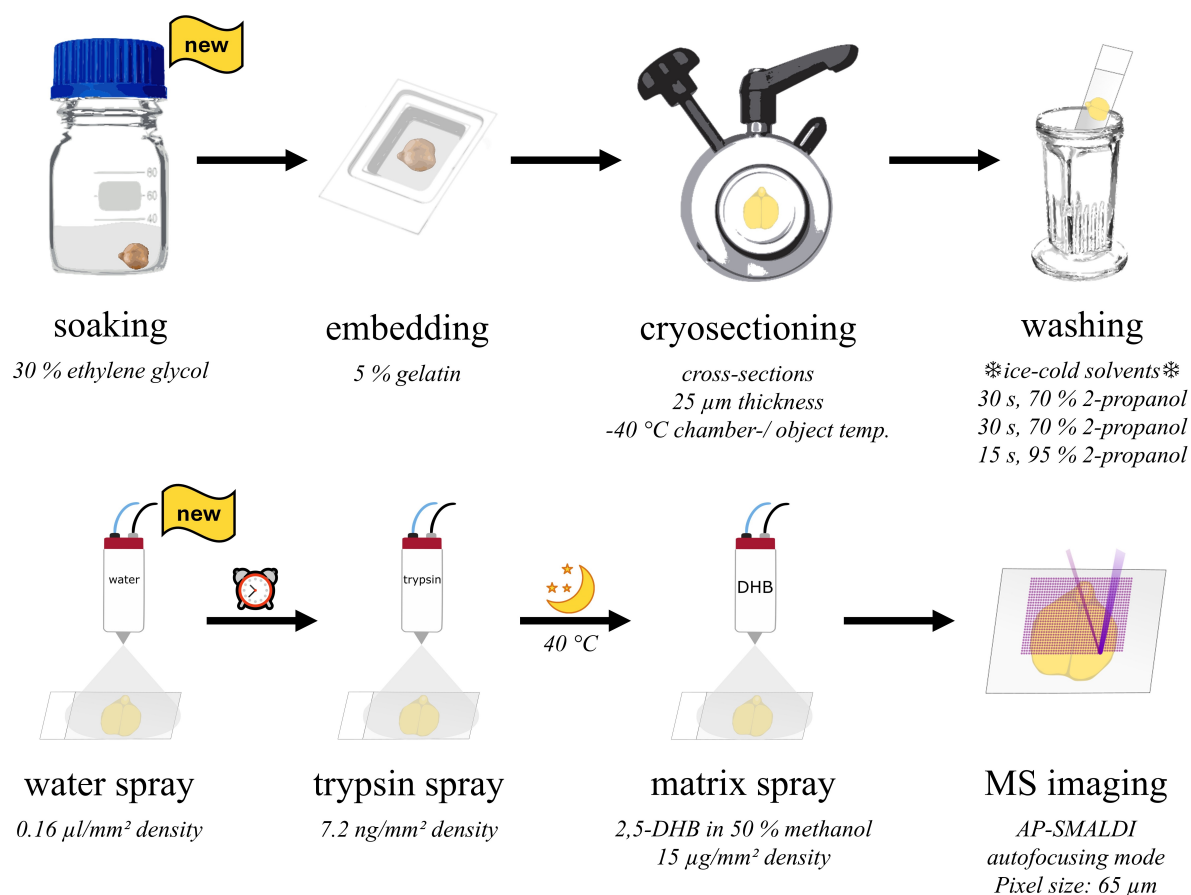 new
80
60
40
soaking
30 % ethylene glycol
embedding
5 % gelatin
cryosectioning
cross-sections
25 µm thickness
-40 °C chamber-/ object temp.
washing
❄ice-cold solvents❄
30 s, 70 % 2-propanol
30 s, 70 % 2-propanol
15 s, 95 % 2-propanol
new
water
water spray
0.16 µl/mm² density
trypsin
trypsin spray
7.2 ng/mm² density
40 °C
DHB
matrix spray
2,5-DHB in 50 % methanol
15 µg/mm² density
MS imaging
AP-SMALDI
autofocusing mode
Pixel size: 65 µm